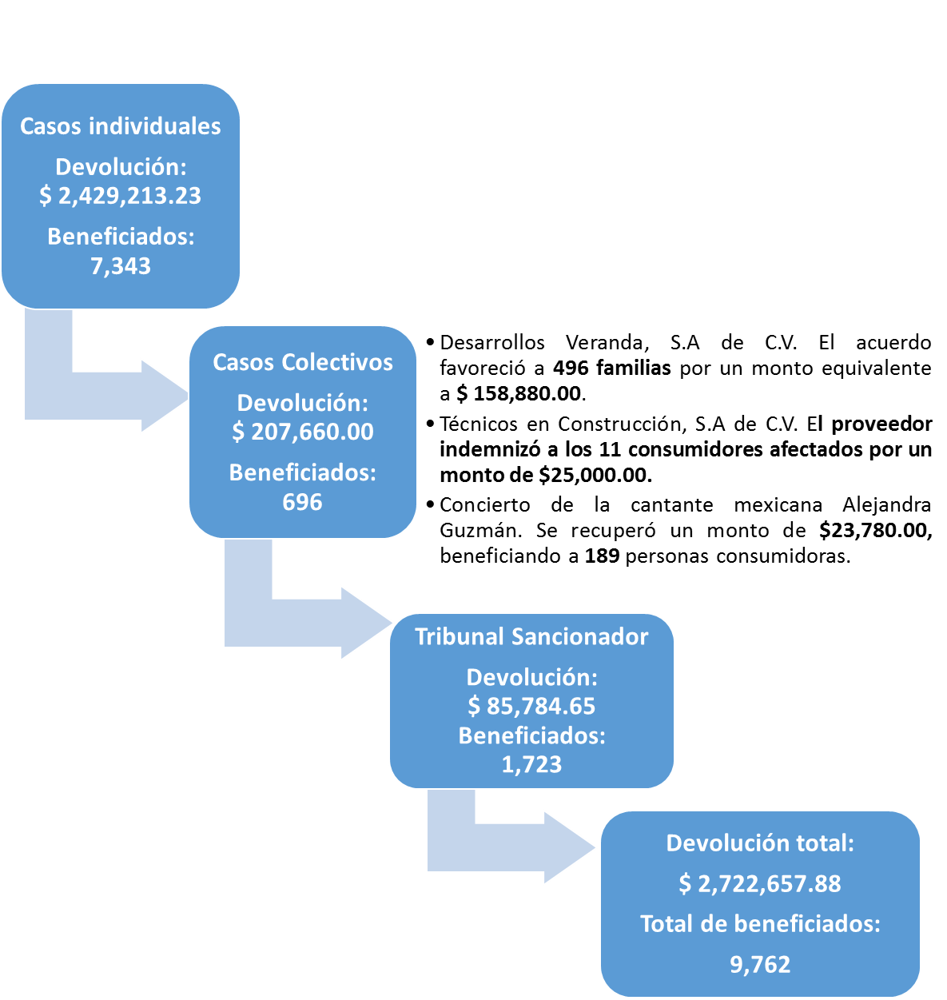 Casos individuales
Devolución:
$ 2,429,213.23
Beneficiados:
7,343
Casos Colectivos
Devolución:
$ 207,660.00
Beneficiados:
696
• Desarrollos Veranda, S.A de C.V. El acuerdo
favoreció a 496 familias por un monto equivalente
a $ 158,880.00.
• Técnicos en Construcción, S.A de C.V. El proveedor
indemnizó a los 11 consumidores afectados por un
monto de $25,000.00.
• Concierto de la cantante mexicana Alejandra
Guzmán. Se recuperó un monto de $23,780.00,
beneficiando a 189 personas consumidoras.
Tribunal Sancionador
Devolución:
$ 85,784.65
Beneficiados:
1,723
Devolución total:
$ 2,722,657.88
Total de beneficiados:
9,762